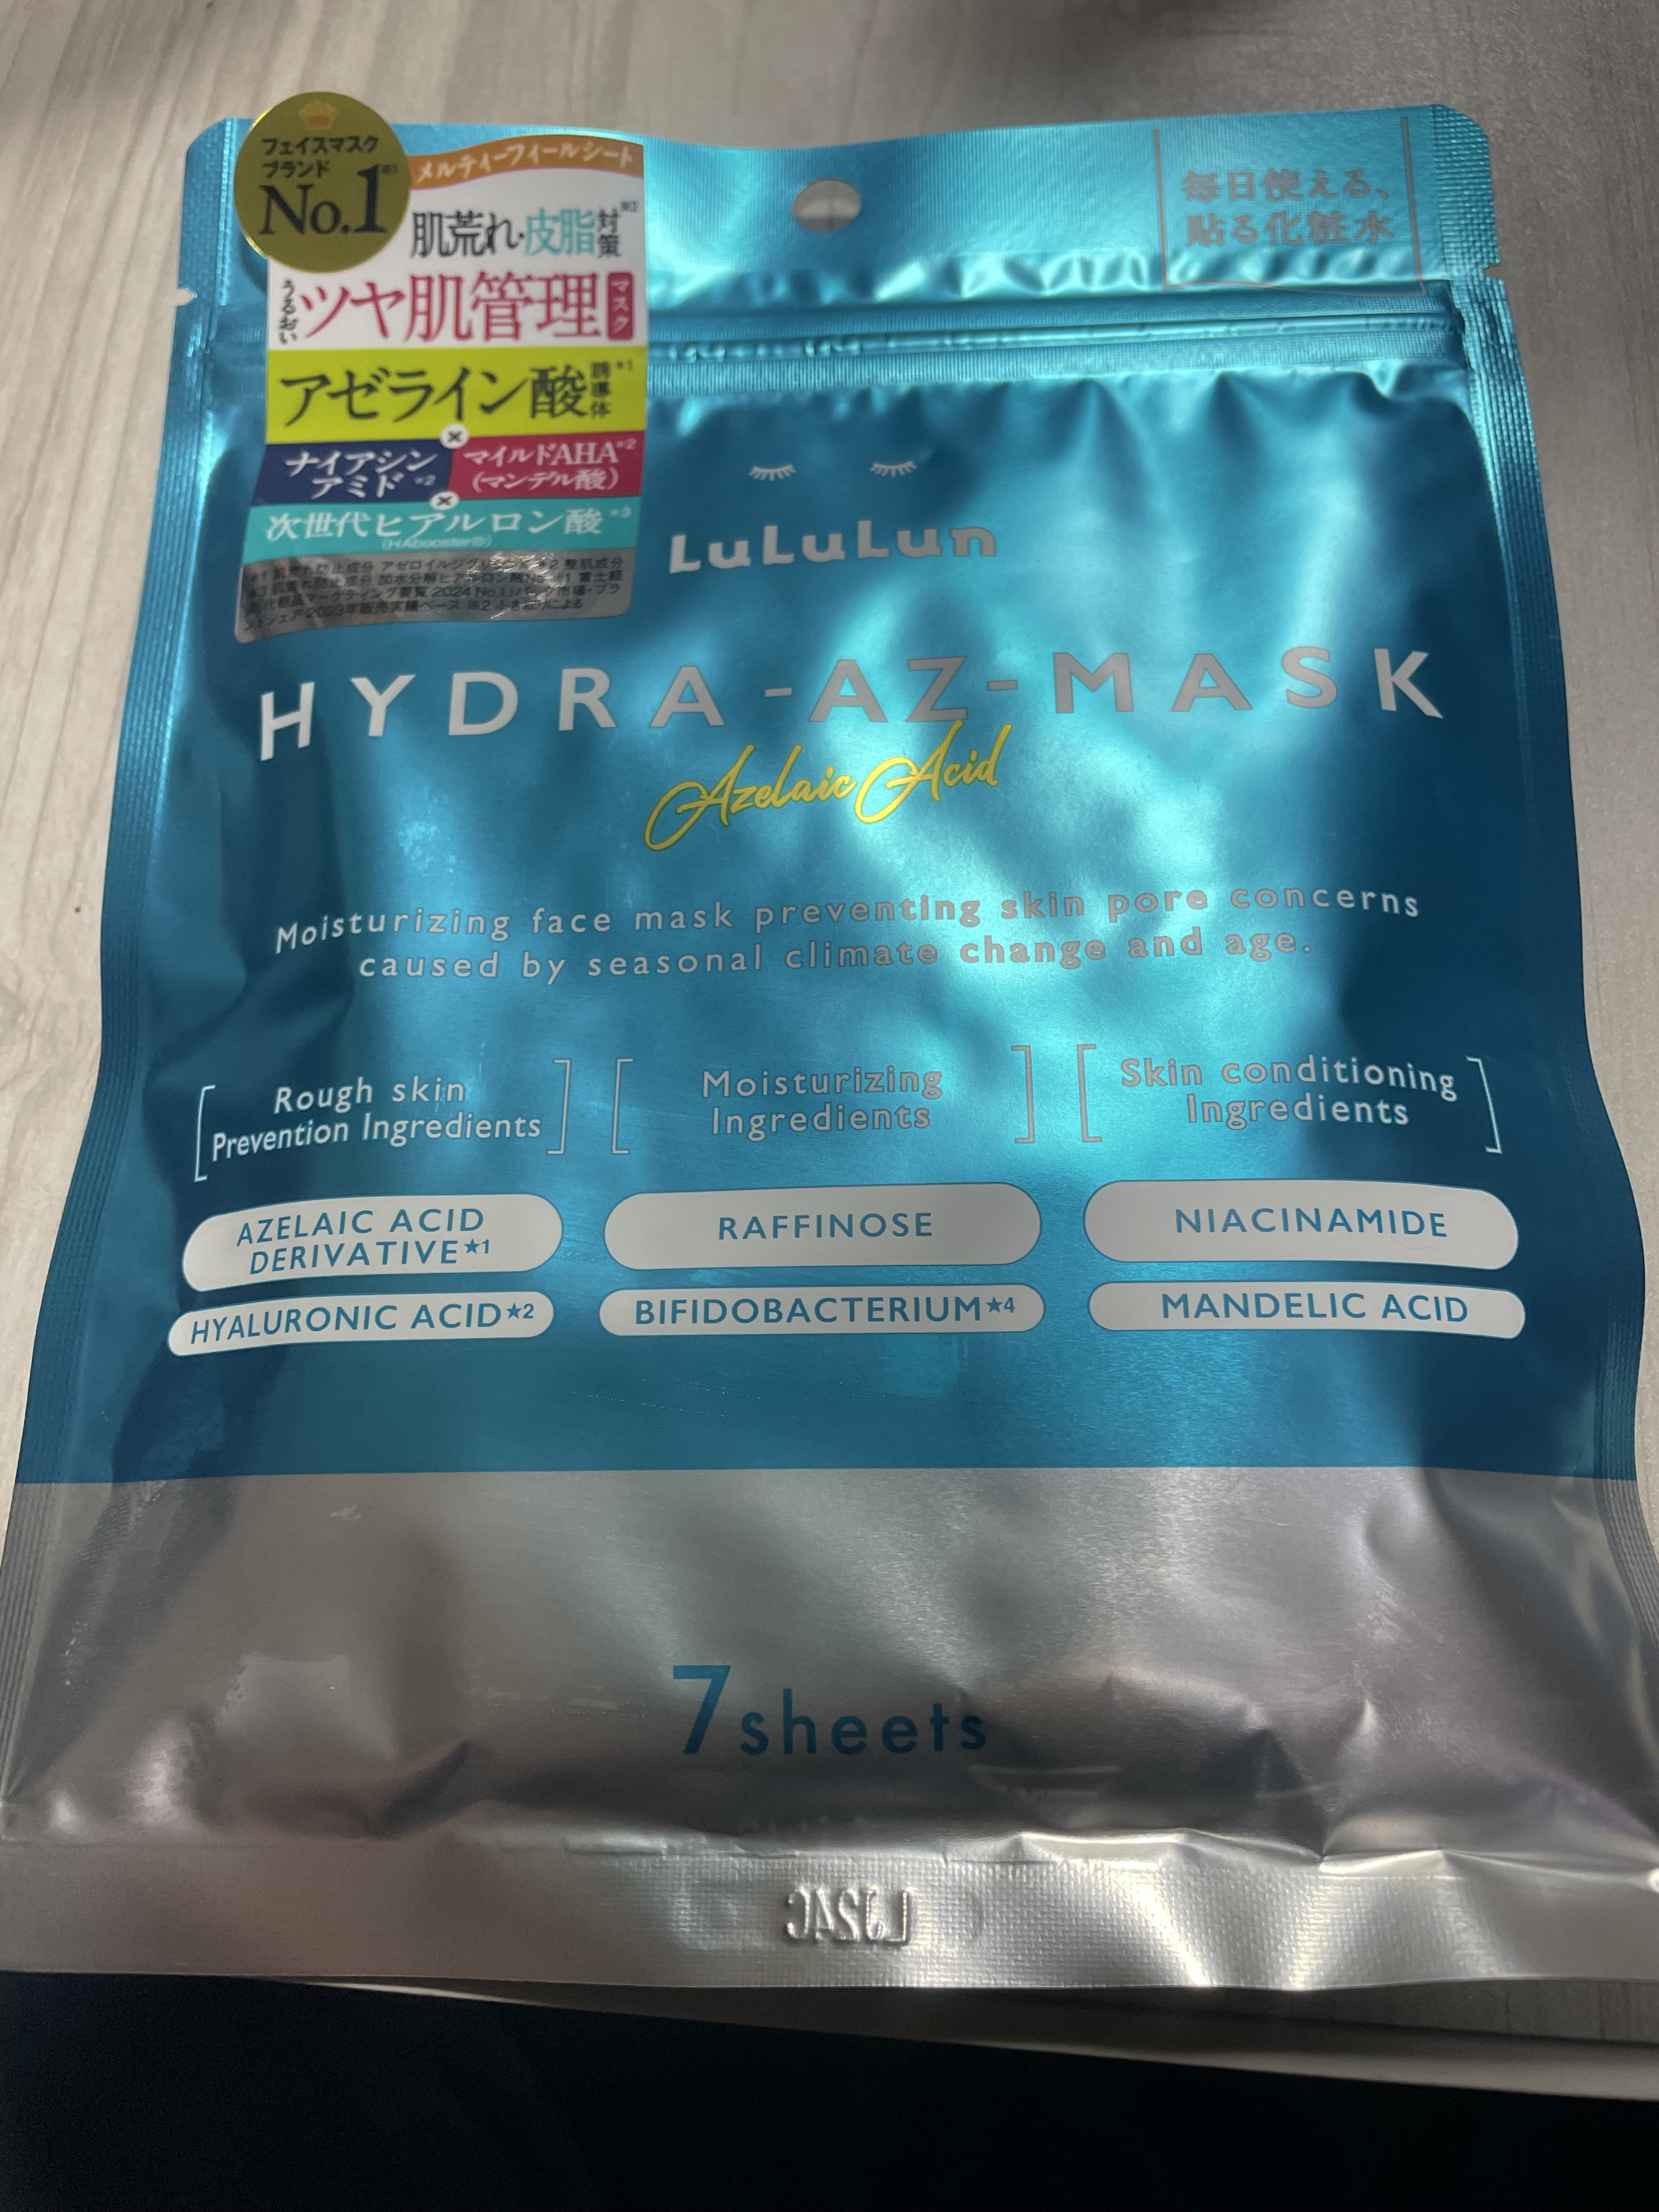 フェイスマスク
ブランド
No.1※1
メルティーフィールシート
肌荒れ・皮脂対策※2
うるおい
ツヤ肌管理マスク
アゼライン酸誘導体*1
×
ナイアシン
アミド*2
マイルドAHA*2
(マンデル酸)
×
次世代ヒアルロン酸*3
(HAbooster®)
毎日使える、
貼る化粧水
LuLuLun
HYDRA-AZ-MASK
Azelaic Acid
Moisturizing face mask preventing skin pore concerns
caused by seasonal climate change and age.
Rough skin
Prevention Ingredients
AZELAIC ACID
DERIVATIVE★1
HYALURONIC ACID★2
Moisturizing
Ingredients
RAFFINOSE
BIFIDOBACTERIUM★4
Skin conditioning
Ingredients
NIACINAMIDE
MANDELIC ACID
7sheets